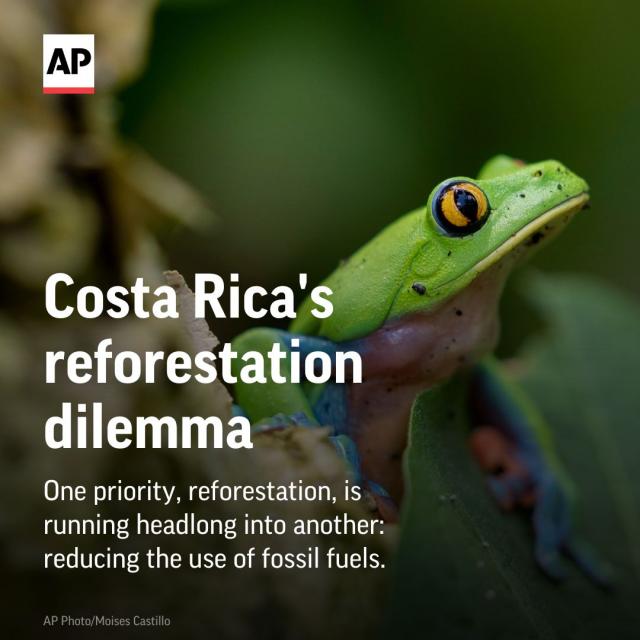 AP
Costa Rica's
reforestation
dilemma
One priority, reforestation, is
running headlong into another:
reducing the use of fossil fuels.
AP Photo/Moises Castillo